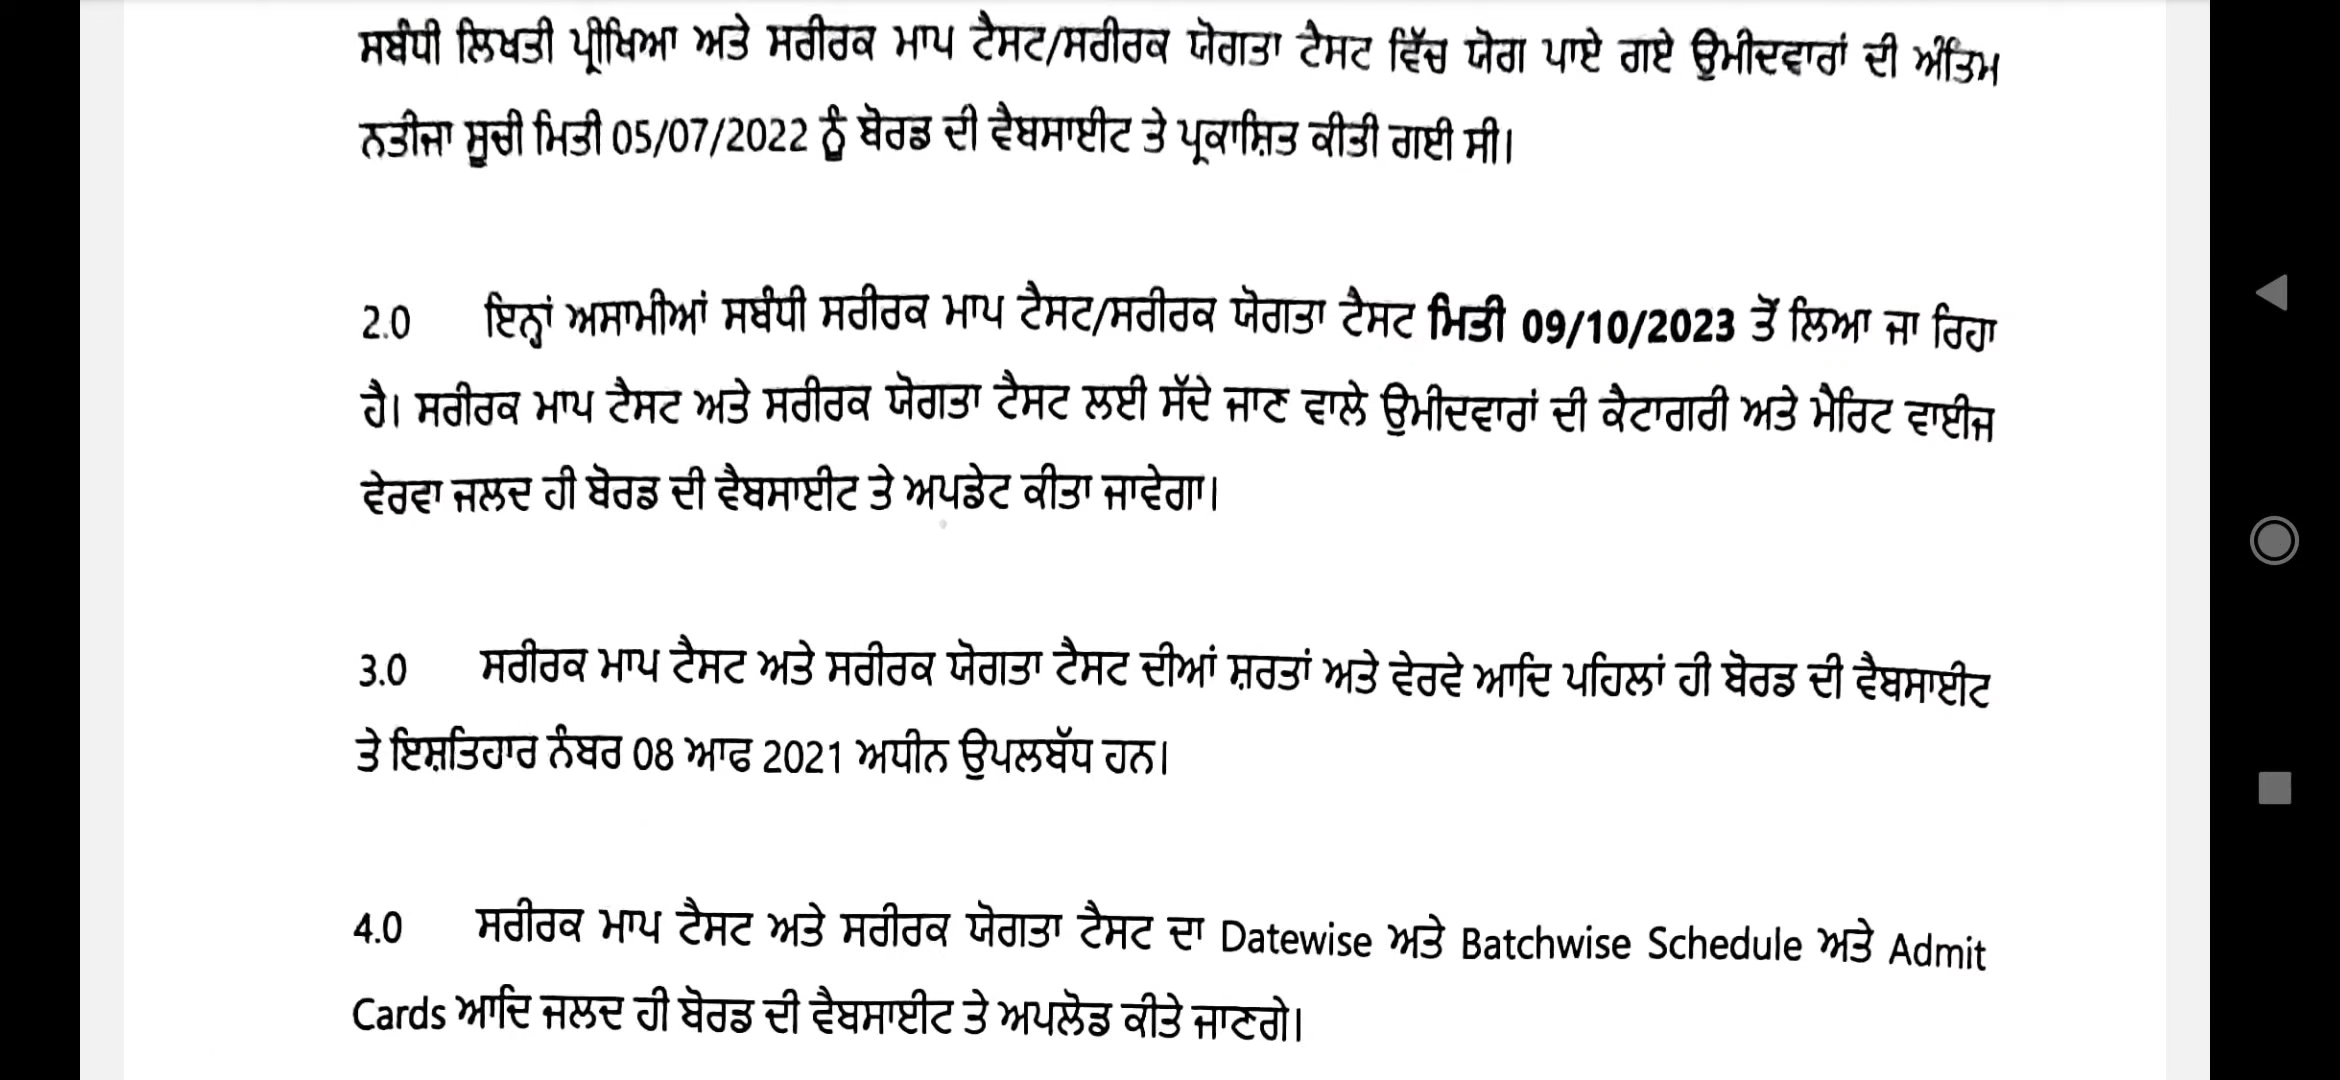 ਸਬੰਧੀ ਲਿਖਤੀ ਪ੍ਰੀਖਿਆ ਅਤੇ ਸਰੀਰਕ ਮਾਪ ਟੈਸਟ/ਸਰੀਰਕ ਯੋਗਤਾ ਟੈਸਟ ਵਿੱਚ ਯੋਗ ਪਾਏ ਗਏ ਉਮੀਦਵਾਰਾਂ ਦੀ ਅੰਤਿਮ
ਨਤੀਜਾ ਸੂਚੀ ਮਿਤੀ 05/07/2022 ਨੂੰ ਬੋਰਡ ਦੀ ਵੈਬਸਾਈਟ ਤੇ ਪ੍ਰਕਾਸ਼ਿਤ ਕੀਤੀ ਗਈ ਸੀ।
2.0 ਇਨ੍ਹਾਂ ਅਸਾਮੀਆਂ ਸਬੰਧੀ ਸਰੀਰਕ ਮਾਪ ਟੈਸਟ/ਸਰੀਰਕ ਯੋਗਤਾ ਟੈਸਟ ਮਿਤੀ 09/10/2023 ਤੋਂ ਲਿਆ ਜਾ ਰਿਹਾ
ਹੈ। ਸਰੀਰਕ ਮਾਪ ਟੈਸਟ ਅਤੇ ਸਰੀਰਕ ਯੋਗਤਾ ਟੈਸਟ ਲਈ ਸੱਦੇ ਜਾਣ ਵਾਲੇ ਉਮੀਦਵਾਰਾਂ ਦੀ ਕੈਟਾਗਰੀ ਅਤੇ ਮੈਰਿਟ ਵਾਈਜ
ਵੇਰਵਾ ਜਲਦ ਹੀ ਬੋਰਡ ਦੀ ਵੈਬਸਾਈਟ ਤੇ ਅਪਡੇਟ ਕੀਤਾ ਜਾਵੇਗਾ।
3.0 ਸਰੀਰਕ ਮਾਪ ਟੈਸਟ ਅਤੇ ਸਰੀਰਕ ਯੋਗਤਾ ਟੈਸਟ ਦੀਆਂ ਸ਼ਰਤਾਂ ਅਤੇ ਵੇਰਵੇ ਆਦਿ ਪਹਿਲਾਂ ਹੀ ਬੋਰਡ ਦੀ ਵੈਬਸਾਈਟ
ਤੇ ਇਸ਼ਤਿਹਾਰ ਨੰਬਰ 08 ਆਫ 2021 ਅਧੀਨ ਉਪਲਬੱਧ ਹਨ।
4.0 ਸਰੀਰਕ ਮਾਪ ਟੈਸਟ ਅਤੇ ਸਰੀਰਕ ਯੋਗਤਾ ਟੈਸਟ ਦਾ Datewise ਅਤੇ Batchwise Schedule ਅਤੇ Admit
Cards ਆਦਿ ਜਲਦ ਹੀ ਬੋਰਡ ਦੀ ਵੈਬਸਾਈਟ ਤੇ ਅਪਲੋਡ ਕੀਤੇ ਜਾਣਗੇ।